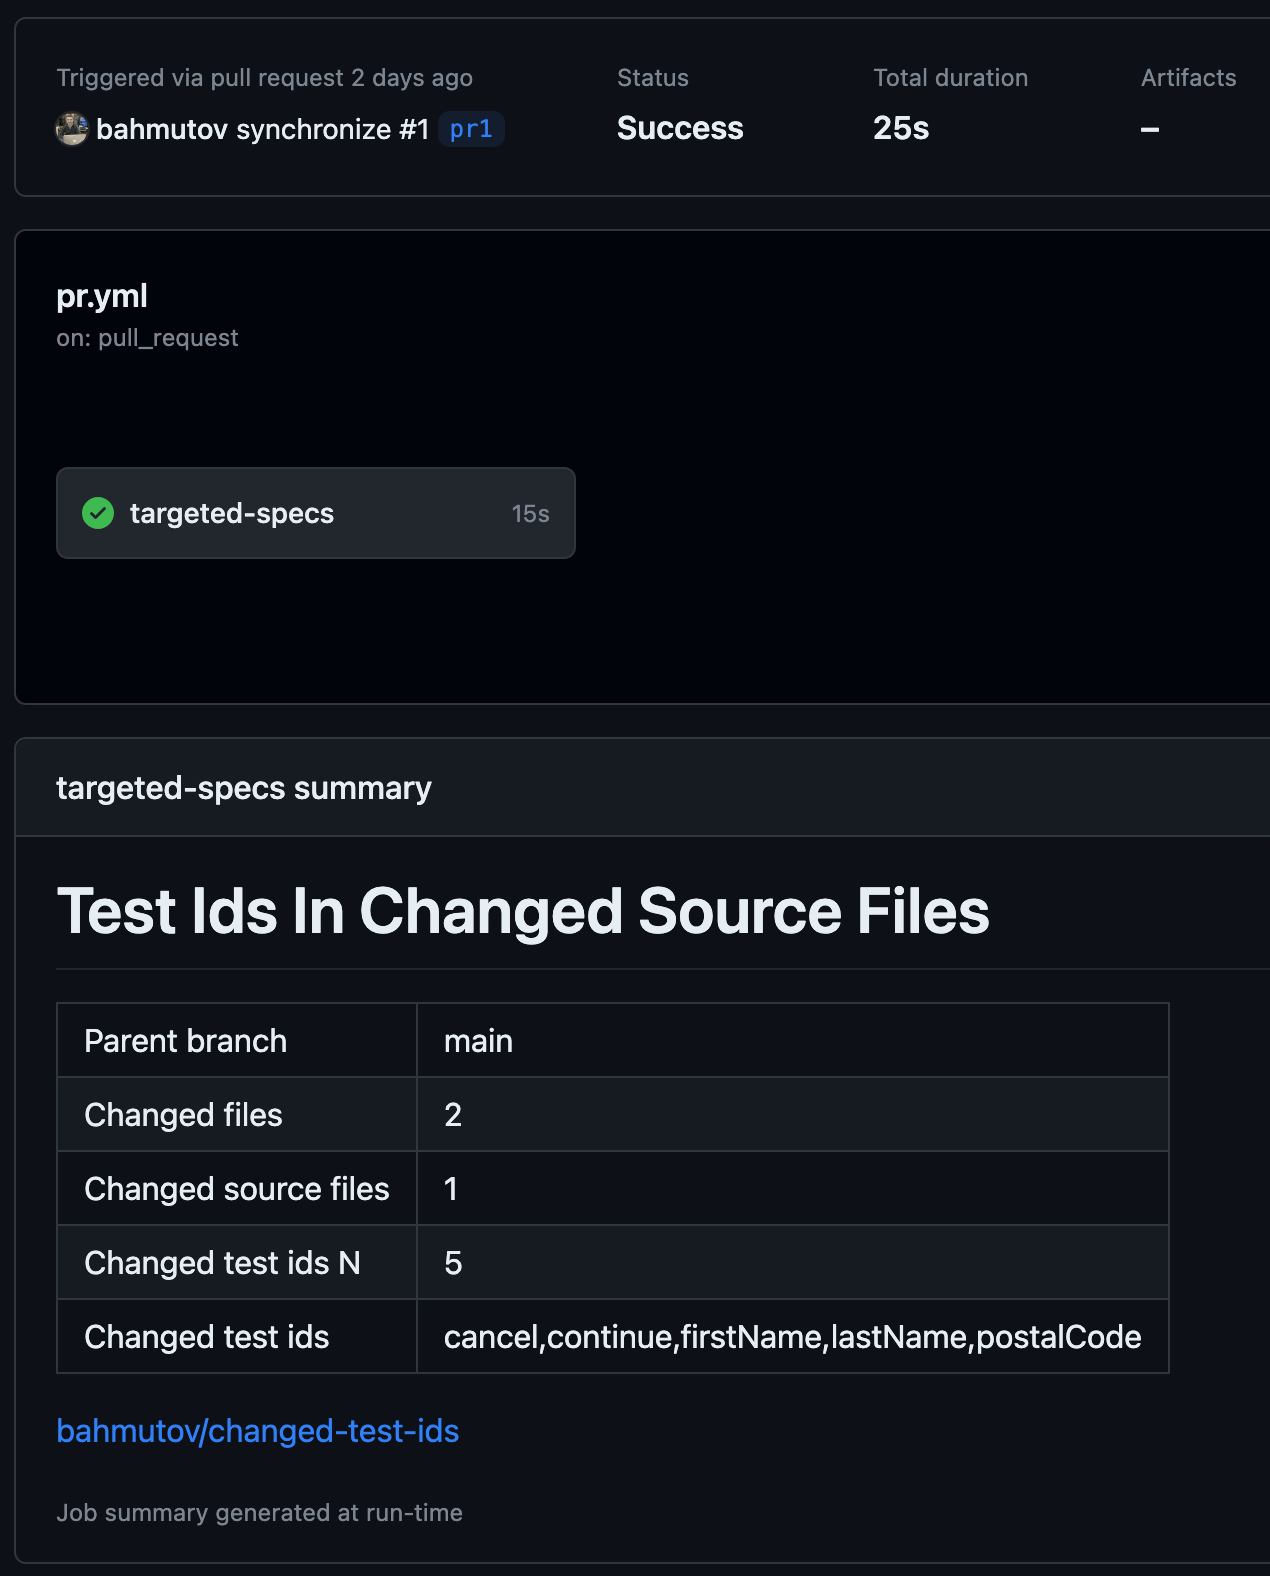 Triggered via pull request 2 days ago
bahmutov synchronize #1 pr1
Status
Success
Total duration
25s
Artifacts
–
pr.yml
on: pull_request
targeted-specs 15s
targeted-specs summary
Test Ids In Changed Source Files
Parent branch main
Changed files 2
Changed source files 1
Changed test ids N 5
Changed test ids cancel,continue,firstName,lastName,postalCode
bahmutov/changed-test-ids
Job summary generated at run-time